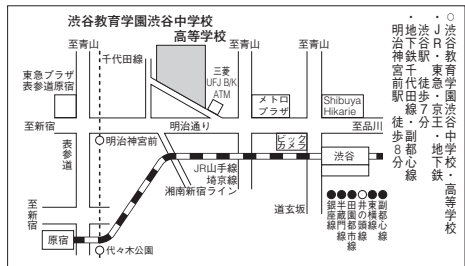 渋谷教育学園渋谷中学校
高等学校
至青山
至青山
至青山
千代田線
東急プラザ
表参道原宿
三菱
UFJ B/K
ATM
メトロ
プラザ
Shibuya
Hikarie
至新宿
明治通り
至品川
表参道
明治神宮前
ビック
カメラ
渋谷
JR山手線
埼京線
湘南新宿ライン
至新宿
道玄坂
原宿
代々木公園
副都心線
東横線
井の頭線
田園都市線
半蔵門線
銀座線
○渋谷教育学園渋谷中学校・高等学校
・JR・東急・京王・地下鉄
渋谷駅 徒歩7分
・地下鉄千代田線・副都心線
明治神宮前駅 徒歩8分